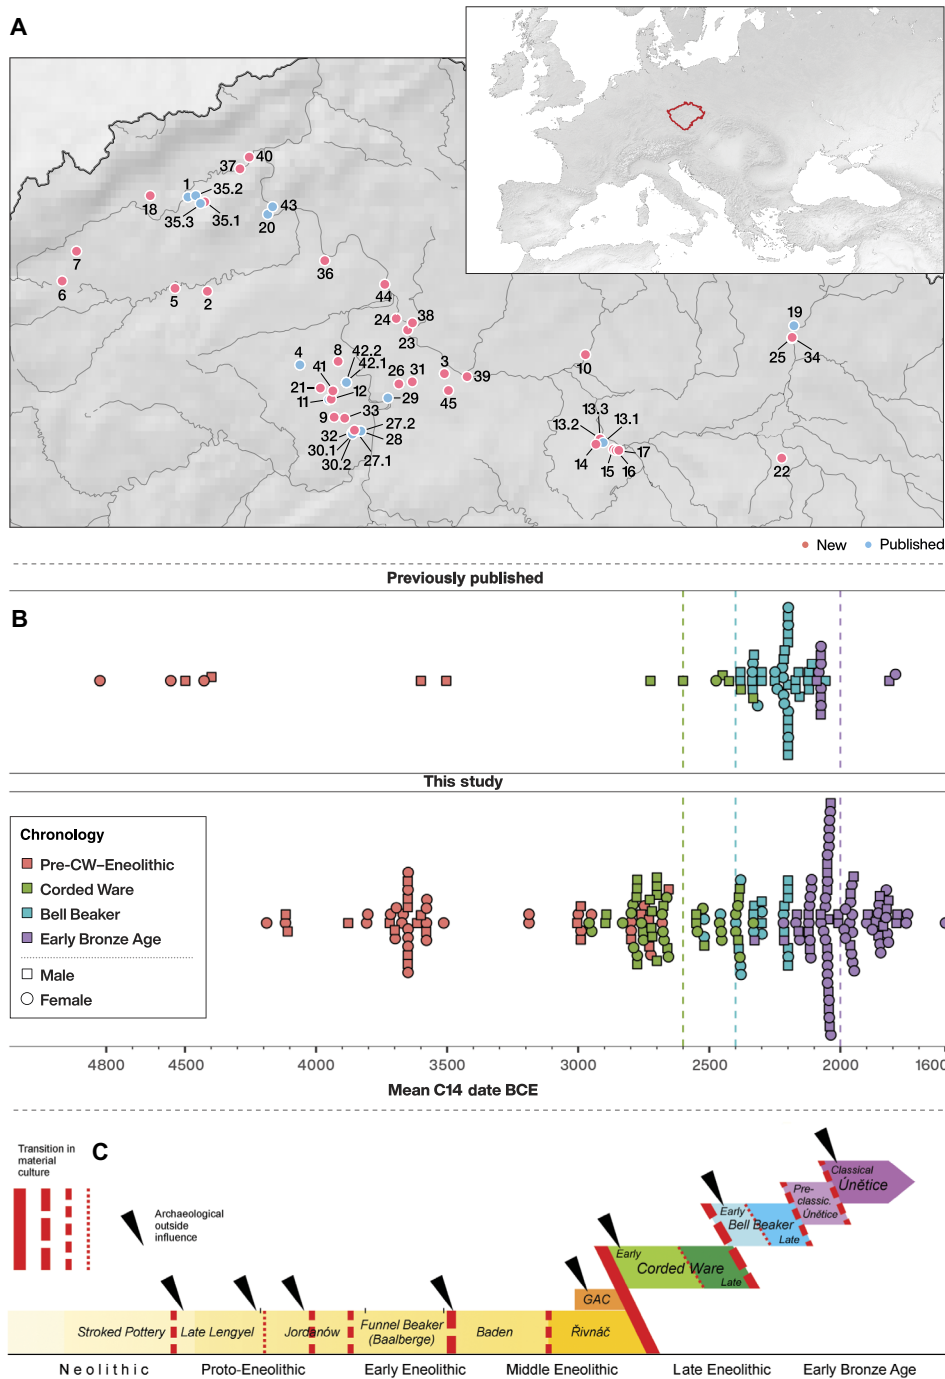 A
40
37
1
35.2
18
35.3
35.1
43
20
7
6
5
2
36
44
24
38
23
19
25
34
4
8
42.2
42.1
41
21
12
11
26
31
3
39
29
45
10
9
33
32
27.2
28
30.1
30.2
27.1
13.3
13.2
13.1
14
15
16
17
22
New
Published
Previously published
B
This study
Chronology
Pre-CW–Eneolithic
Corded Ware
Bell Beaker
Early Bronze Age
Male
Female
4800 4500 4000 3500 3000 2500 2000 1600
Mean C14 date BCE
C
Transition in
material
culture
Archaeological
outside
influence
Classical
Únětice
Pre-
classic.
Únětice
Early
Bell Beaker
Late
Early
Corded Ware
Late
GAC
Stroked Pottery
Late Lengyel
Jordanów
Funnel Beaker
(Baalberge)
Baden
Řivnáč
Neolithic Proto-Eneolithic Early Eneolithic Middle Eneolithic Late Eneolithic Early Bronze Age